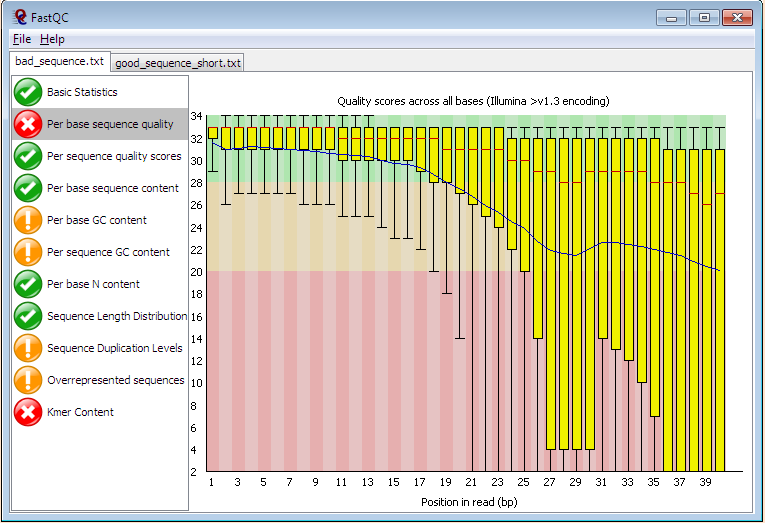 FastQC
File Help
bad_sequence.txt good_sequence_short.txt
Basic Statistics
Per base sequence quality
Per sequence quality scores
Per base sequence content
Per base GC content
Per sequence GC content
Per base N content
Sequence Length Distribution
Sequence Duplication Levels
Overrepresented sequences
Kmer Content
Quality scores across all bases (Illumina >v1.3 encoding)
34
32
30
28
26
24
22
20
18
16
14
12
10
8
6
4
2
1 3 5 7 9 11 13 15 17 19 21 23 25 27 29 31 33 35 37 39
Position in read (bp)